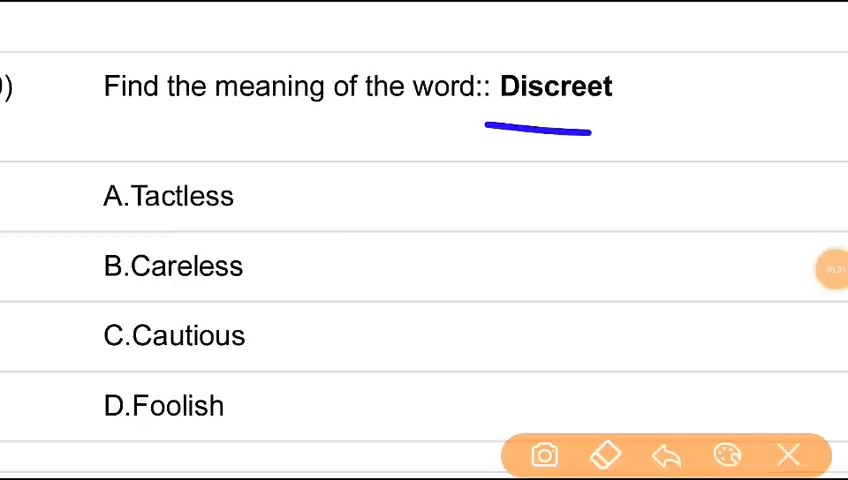 ) Find the meaning of the word:: Discreet
A.Tactless
B.Careless
C.Cautious
D.Foolish